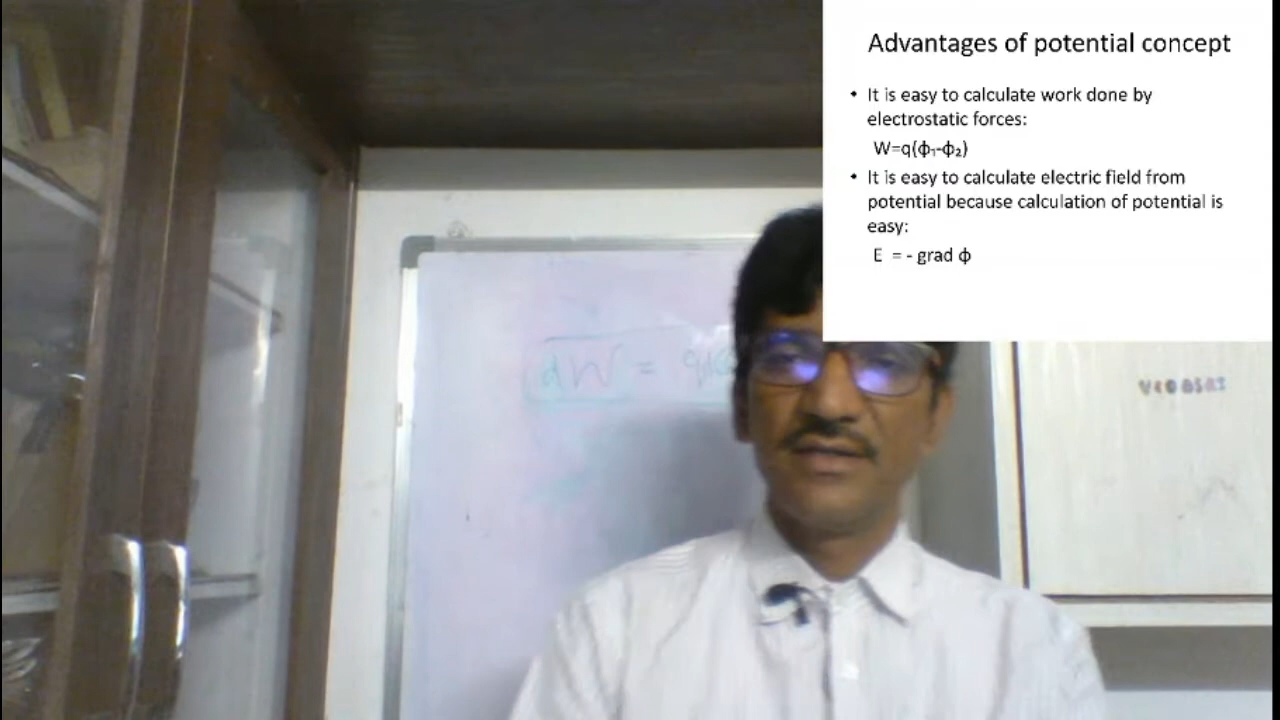 Advantages of potential concept
• It is easy to calculate work done by
electrostatic forces:
W=q(ϕ₁-ϕ₂)
• It is easy to calculate electric field from
potential because calculation of potential is
easy:
E = - grad ϕ
dW =